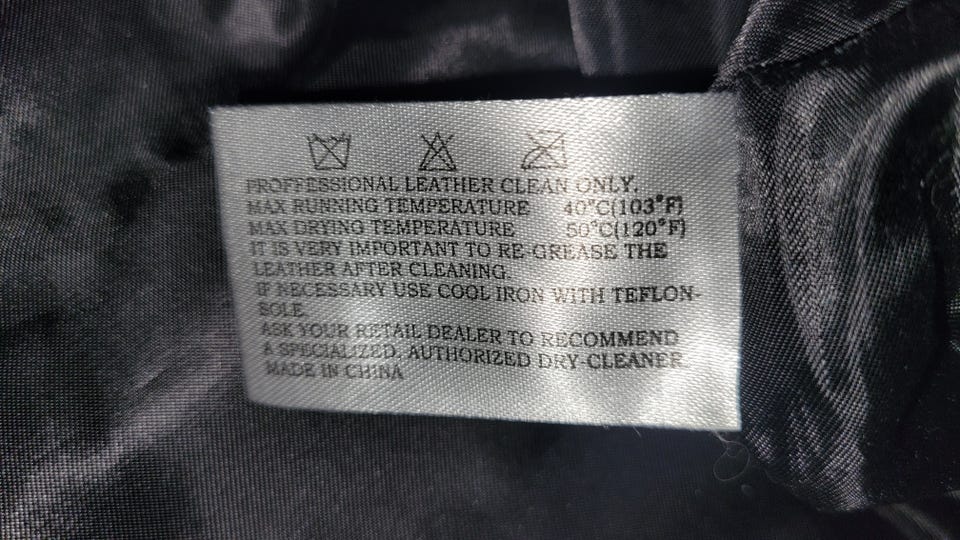 PROFFESSIONAL LEATHER CLEAN ONLY.
MAX RUNNING TEMPERATURE 40°C(103°F)
MAX DRYING TEMPERATURE 50°C(120°F)
IT IS VERY IMPORTANT TO RE-GREASE THE
LEATHER AFTER CLEANING.
IF NECESSARY USE COOL IRON WITH TEFLON-
SOLE.
ASK YOUR RETAIL DEALER TO RECOMMEND
A SPECIALIZED, AUTHORIZED DRY-CLEANER
MADE IN CHINA